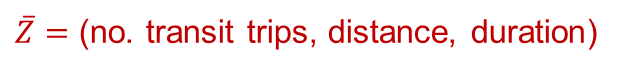 Z̄ = (no. transit trips, distance, duration)